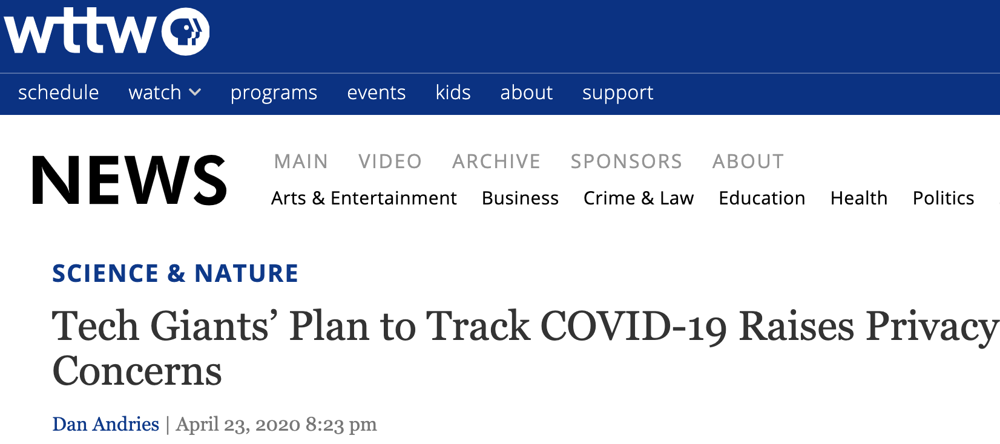 wttw
schedule watch programs events kids about support
NEWS
MAIN VIDEO ARCHIVE SPONSORS ABOUT
Arts & Entertainment Business Crime & Law Education Health Politics
SCIENCE & NATURE
Tech Giants’ Plan to Track COVID-19 Raises Privacy
Concerns
Dan Andries | April 23, 2020 8:23 pm